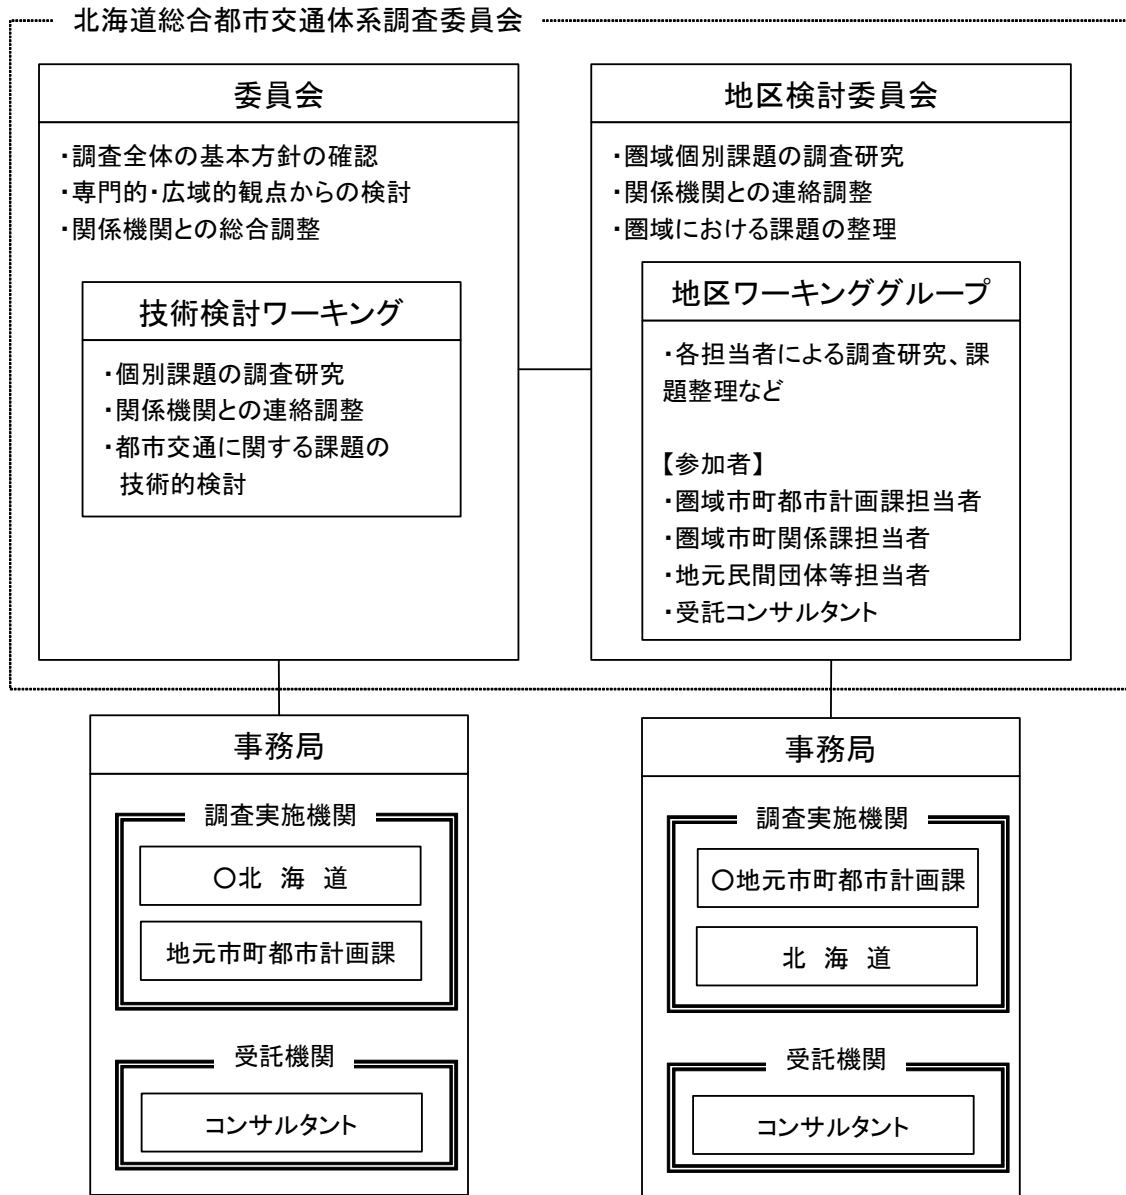 北海道総合都市交通体系調査委員会
委員会
・調査全体の基本方針の確認
・専門的・広域的観点からの検討
・関係機関との総合調整
技術検討ワーキング
・個別課題の調査研究
・関係機関との連絡調整
・都市交通に関する課題の
技術的検討
地区検討委員会
・圏域個別課題の調査研究
・関係機関との連絡調整
・圏域における課題の整理
地区ワーキンググループ
・各担当者による調査研究、課
題整理など
【参加者】
・圏域市町都市計画課担当者
・圏域市町関係課担当者
・地元民間団体等担当者
・受託コンサルタント
事務局
調査実施機関
○北 海 道
地元市町都市計画課
受託機関
コンサルタント
事務局
調査実施機関
○地元市町都市計画課
北 海 道
受託機関
コンサルタント